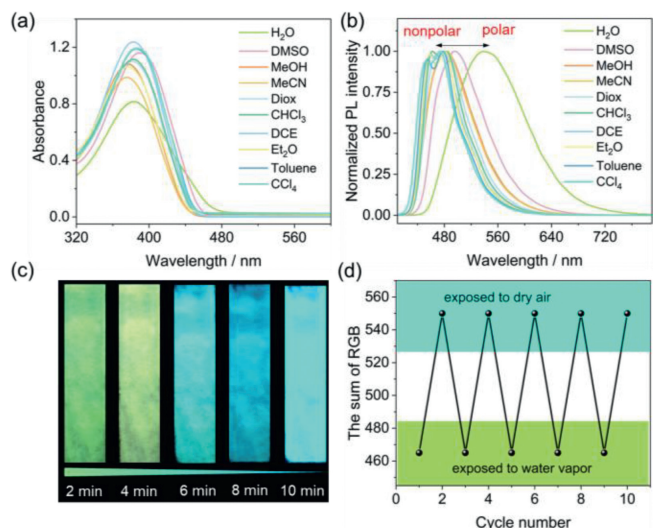 (a)
Absorbance
1.2
0.8
0.4
0.0
320
400
480
560
Wavelength / nm
H₂O
DMSO
MeOH
MeCN
Diox
CHCl₃
DCE
Et₂O
Toluene
CCl₄
(b)
nonpolar
polar
Normalized PL intensity
1.00
0.75
0.50
0.25
0.00
480
560
640
720
Wavelength / nm
H₂O
DMSO
MeOH
MeCN
Diox
CHCl₃
DCE
Et₂O
Toluene
CCl₄
(c)
2 min
4 min
6 min
8 min
10 min
(d)
The sum of RGB
560
540
520
500
480
460
exposed to dry air
exposed to water vapor
0
2
4
6
8
10
Cycle number